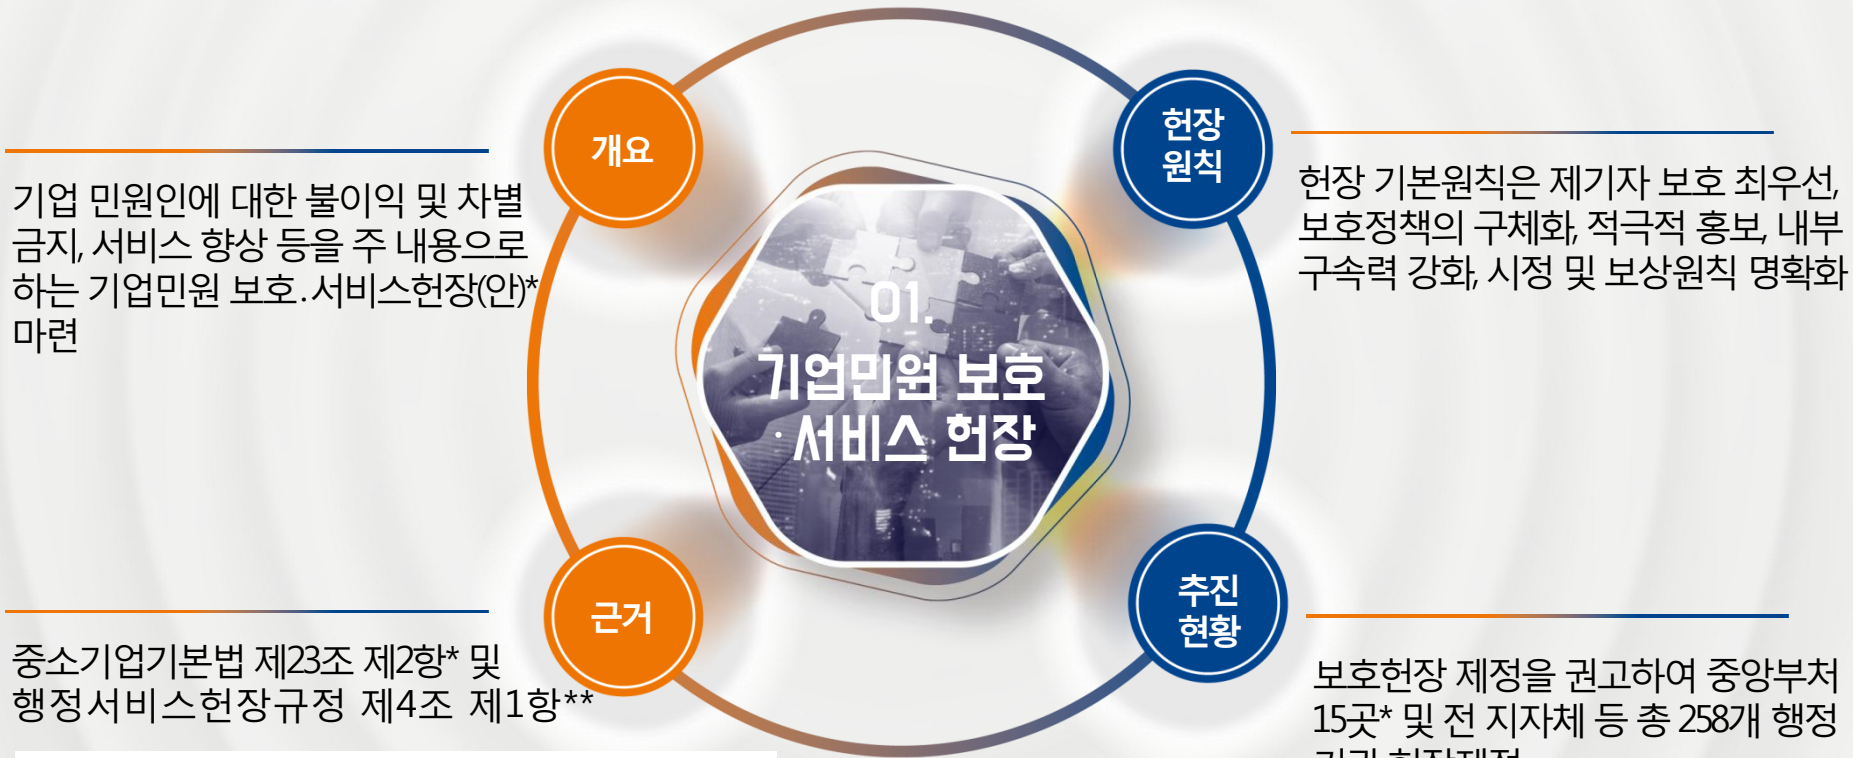 개요
기업 민원인에 대한 불이익 및 차별
금지, 서비스 향상 등을 주 내용으로
하는 기업민원 보호.서비스헌장(안)*
마련
헌장
원칙
헌장 기본원칙은 제기자 보호 최우선,
보호정책의 구체화, 적극적 홍보, 내부
구속력 강화, 시정 및 보상원칙 명확화
01.
기업민원 보호
·서비스 헌장
근거
중소기업기본법 제23조 제2항* 및
행정서비스헌장규정 제4조 제1항**
추진
현황
보호헌장 제정을 권고하여 중앙부처
15곳* 및 전 지자체 등 총 258개 행정